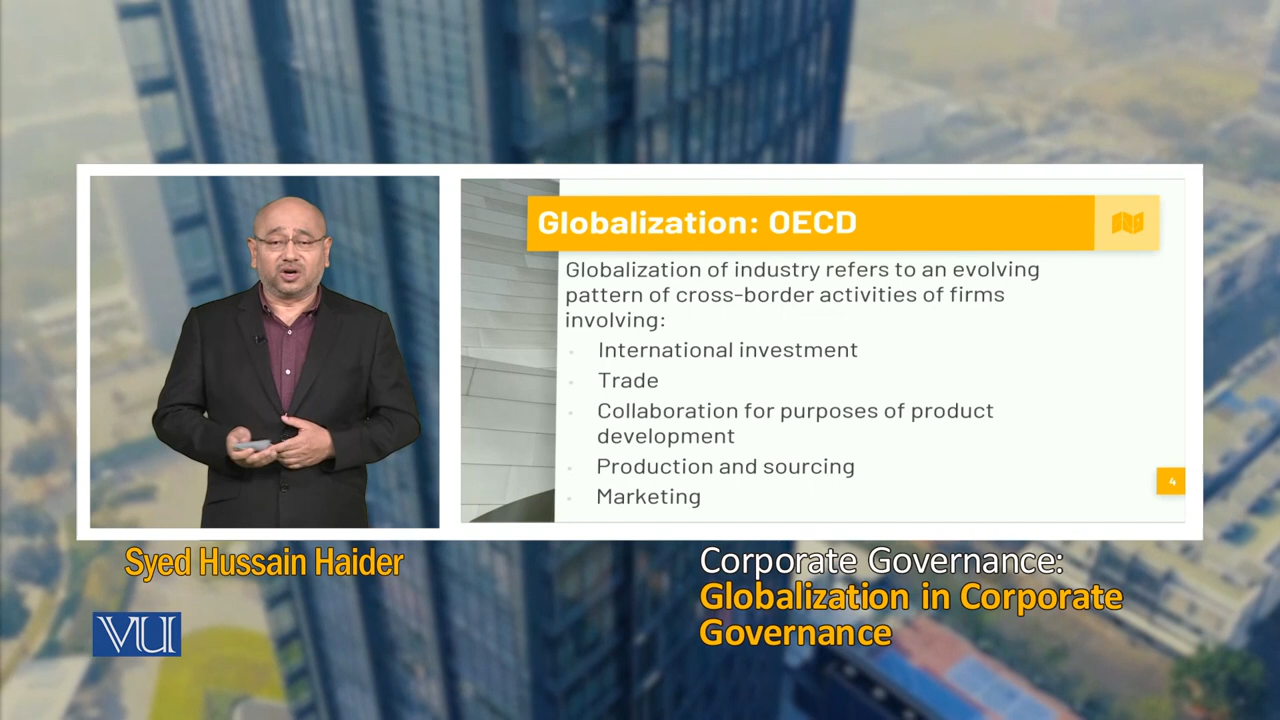 Globalization: OECD
Globalization of industry refers to an evolving
pattern of cross-border activities of firms
involving:
International investment
Trade
Collaboration for purposes of product
development
Production and sourcing
Marketing
4
Syed Hussain Haider
Corporate Governance:
Globalization in Corporate
Governance
VU